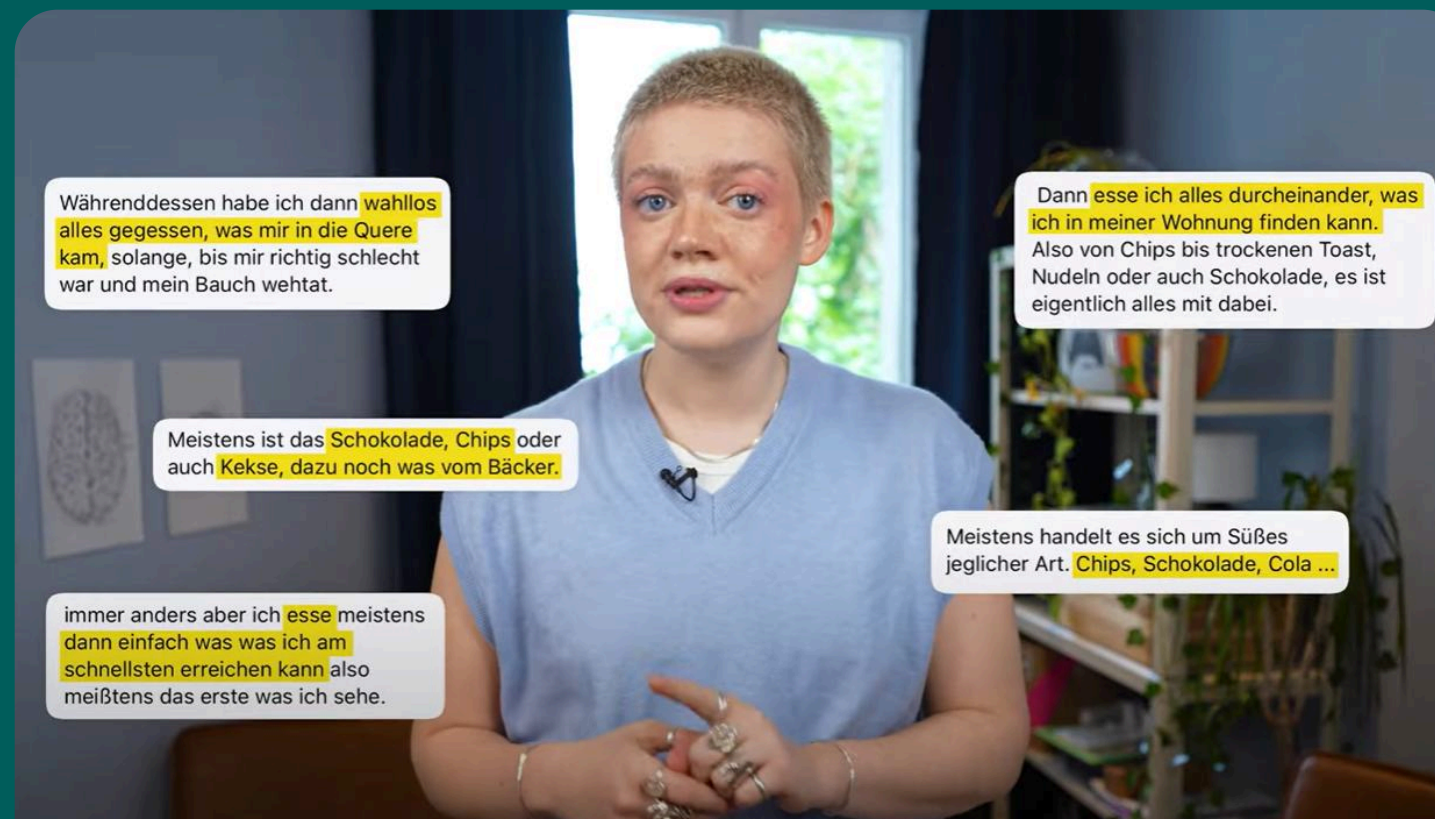 Währenddessen habe ich dann wahllos
alles gegessen, was mir in die Quere
kam, solange, bis mir richtig schlecht
war und mein Bauch wehtat.
Dann esse ich alles durcheinander, was
ich in meiner Wohnung finden kann.
Also von Chips bis trockenen Toast,
Nudeln oder auch Schokolade, es ist
eigentlich alles mit dabei.
Meistens ist das Schokolade, Chips oder
auch Kekse, dazu noch was vom Bäcker.
Meistens handelt es sich um Süßes
jeglicher Art. Chips, Schokolade, Cola ...
immer anders aber ich esse meistens
dann einfach was was ich am
schnellsten erreichen kann also
meißtens das erste was ich sehe.